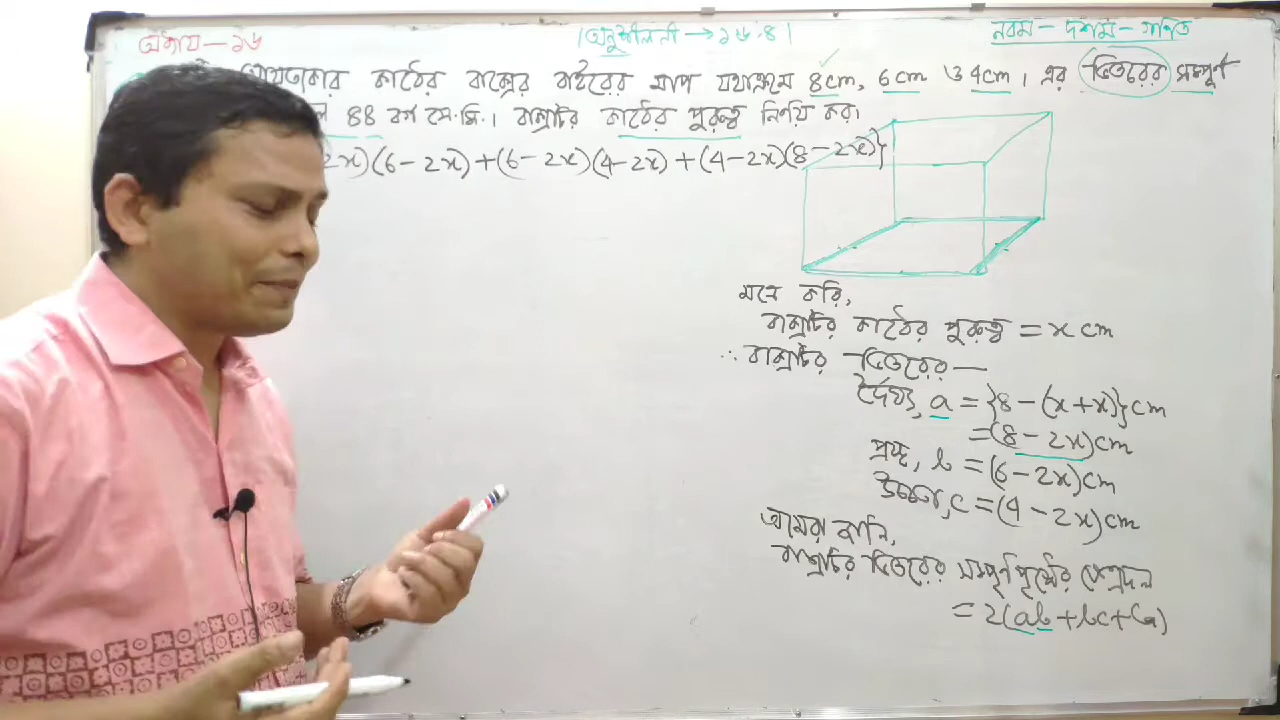 অধ্যায় — ১৬
।অনুশীলনী → ১৬.৪।
নবম – দশম – গণিত
আয়তাকার কাঠের বাক্সের বাইরের মাপ যথাক্রমে 8cm, 6cm ও 4cm। এর ভিতরের সম্পূর্ণ
৪৪ বর্গ সে.মি.। বাক্সটির কাঠের পুরুত্ব নির্ণয় কর।
2x)(6-2x)+(6-2x)(4-2x)+(4-2x)(8-2x)}
মনে করি,
বাক্সটির কাঠের পুরুত্ব = x cm
∴ বাক্সটির ভিতরের—
দৈর্ঘ্য, a = {8-(x+x)}cm
=(8-2x)cm
প্রস্থ, b =(6-2x)cm
উচ্চতা, c =(4-2x)cm
আমরা জানি,
বাক্সটির ভিতরের সম্পূর্ণ পৃষ্ঠের ক্ষেত্রফল
= 2(ab+bc+ca)